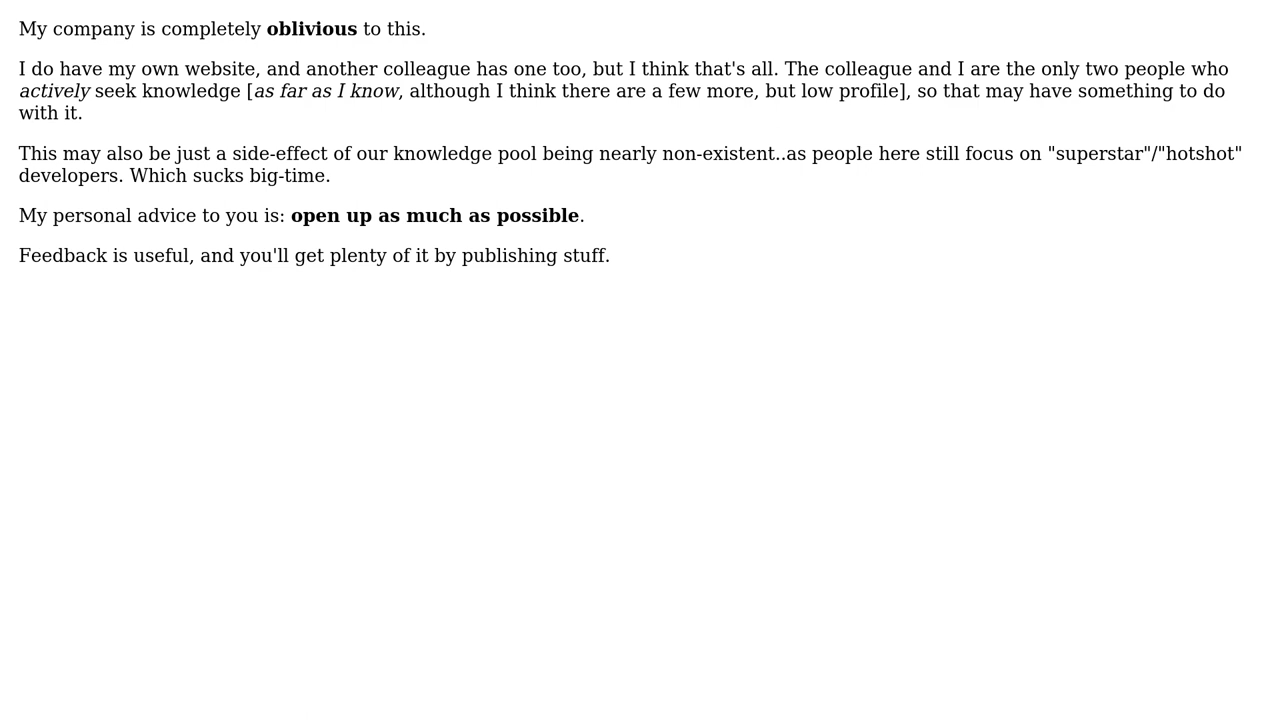 My company is completely oblivious to this.
I do have my own website, and another colleague has one too, but I think that's all. The colleague and I are the only two people who
actively seek knowledge [as far as I know, although I think there are a few more, but low profile], so that may have something to do
with it.
This may also be just a side-effect of our knowledge pool being nearly non-existent..as people here still focus on "superstar"/"hotshot"
developers. Which sucks big-time.
My personal advice to you is: open up as much as possible.
Feedback is useful, and you'll get plenty of it by publishing stuff.